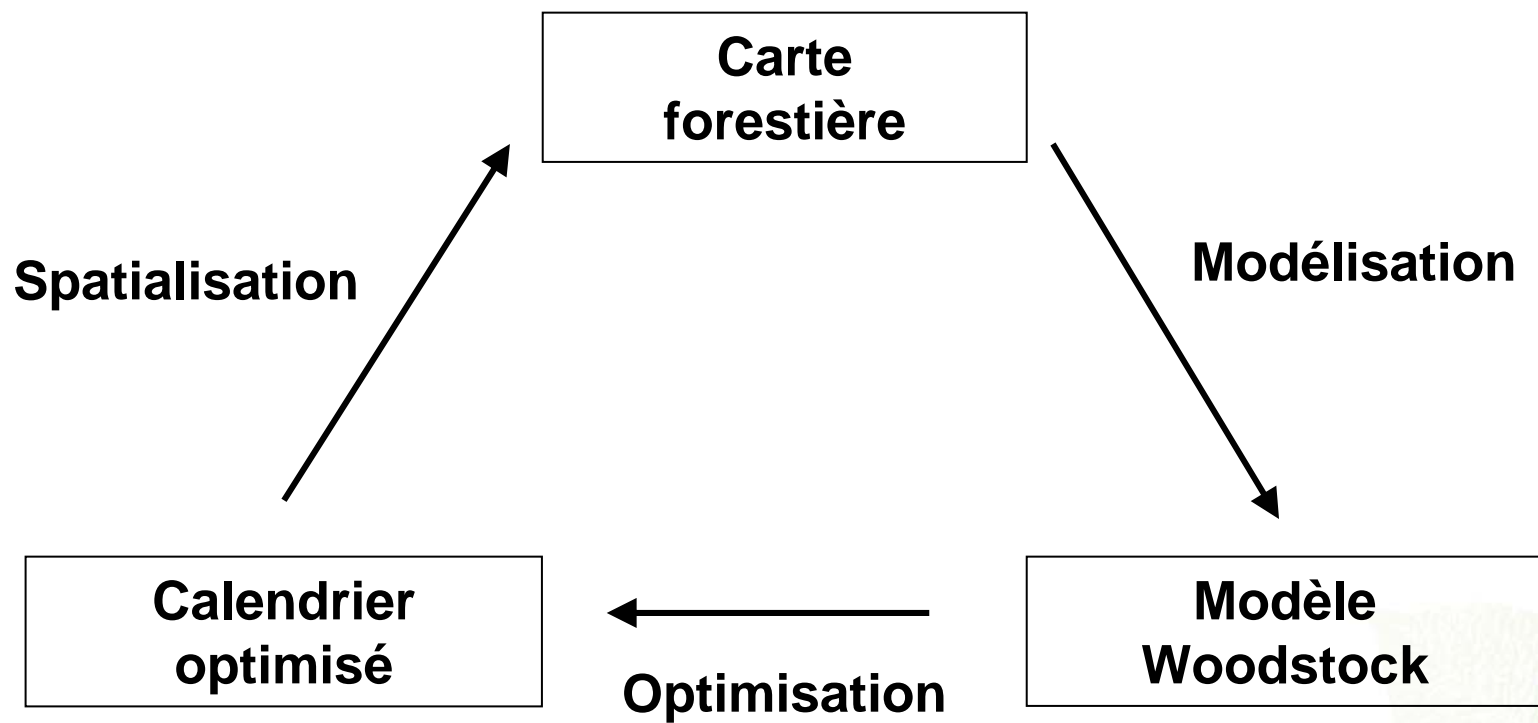 Carte
forestière
Spatialisation
Modélisation
Calendrier
optimisé
Optimisation
Modèle
Woodstock